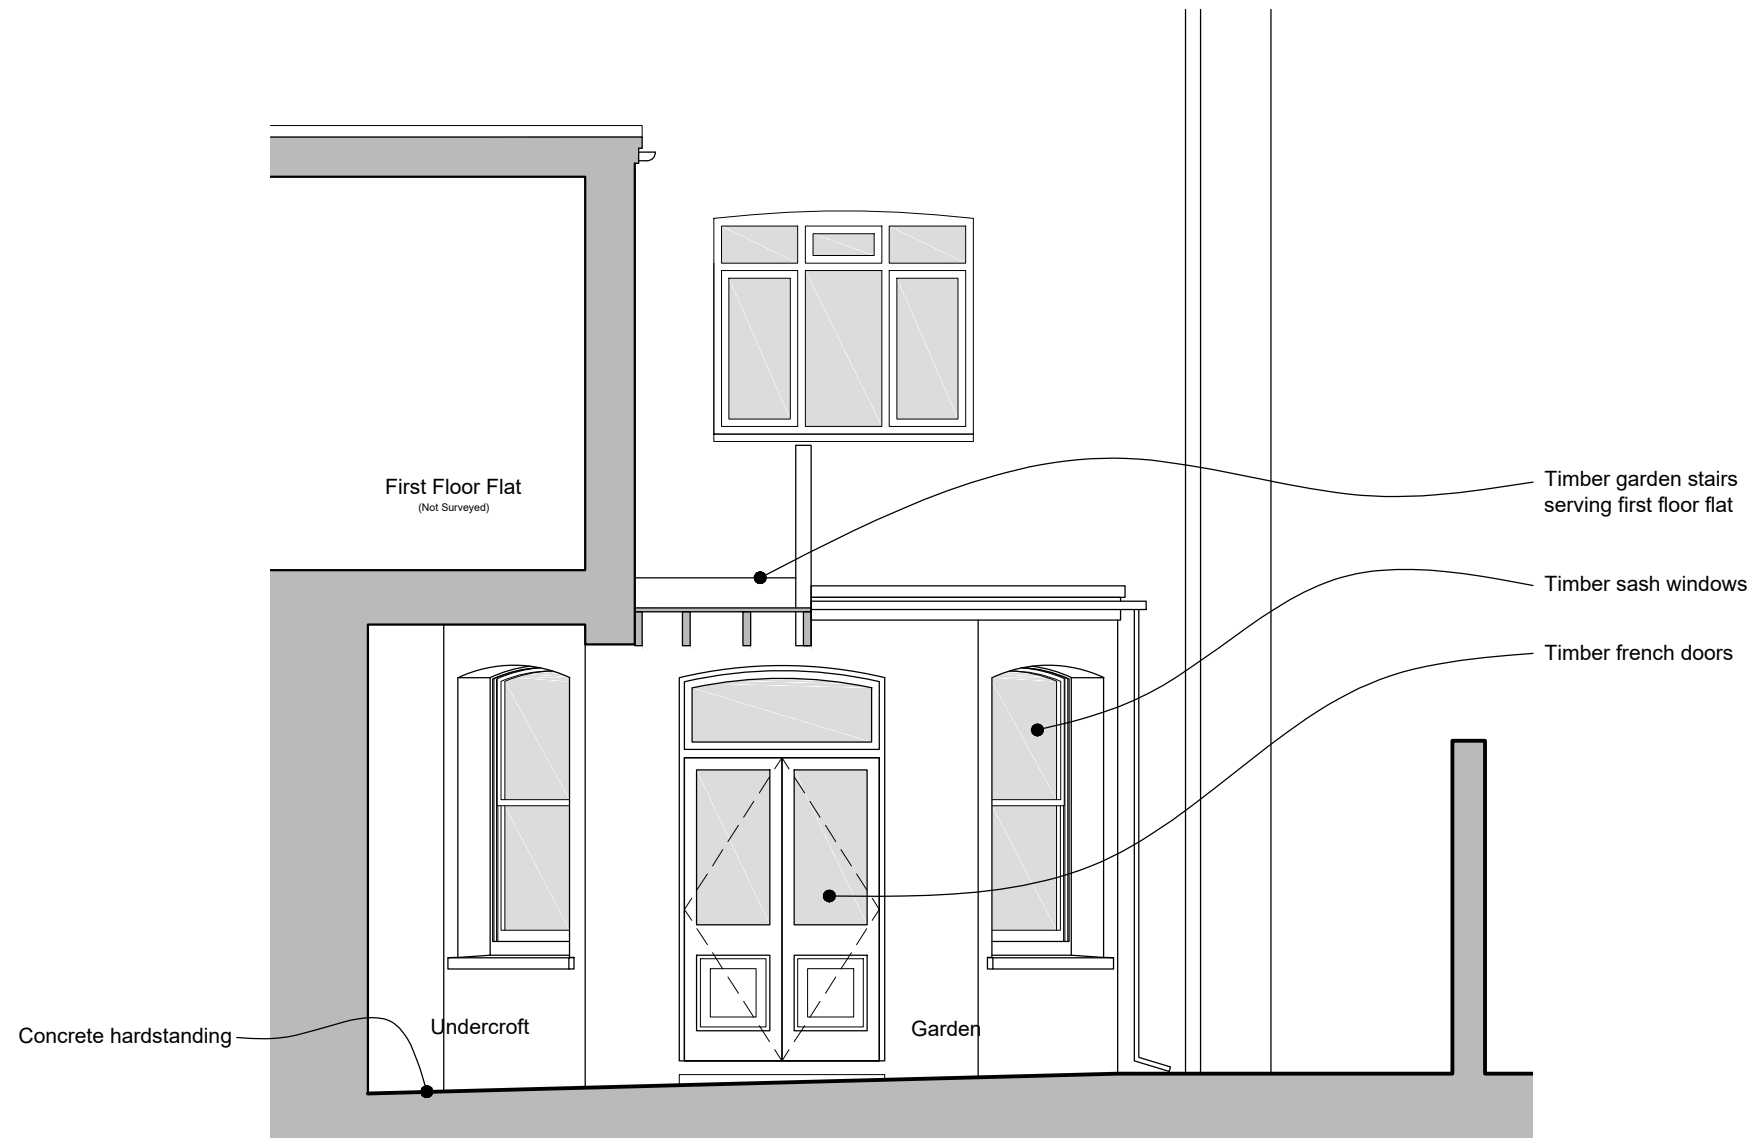 First Floor Flat
(Not Surveyed)
Timber garden stairs
serving first floor flat
Timber sash windows
Timber french doors
Undercroft
Garden
Concrete hardstanding